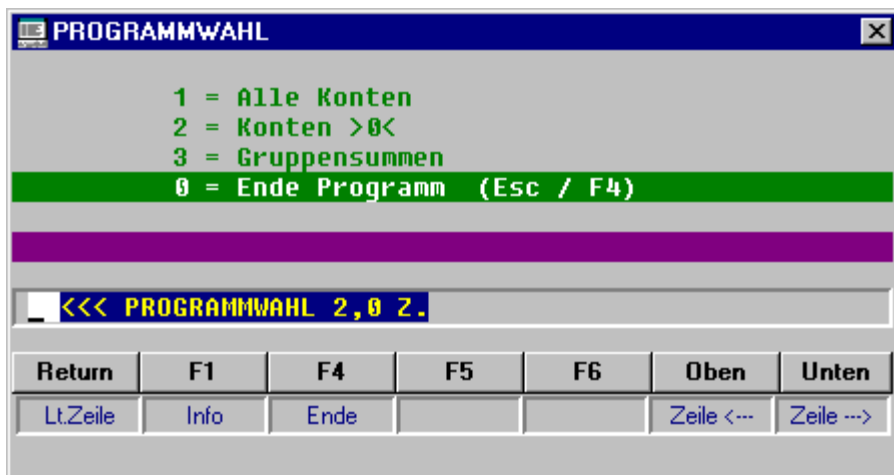 PROGRAMMWAHL
1 = Alle Konten
2 = Konten >0<
3 = Gruppensummen
0 = Ende Programm (Esc / F4)
_ <<< PROGRAMMWAHL 2,0 Z.
Return F1 F4 F5 F6 Oben Unten
Lt.Zeile Info Ende Zeile <--- Zeile --->